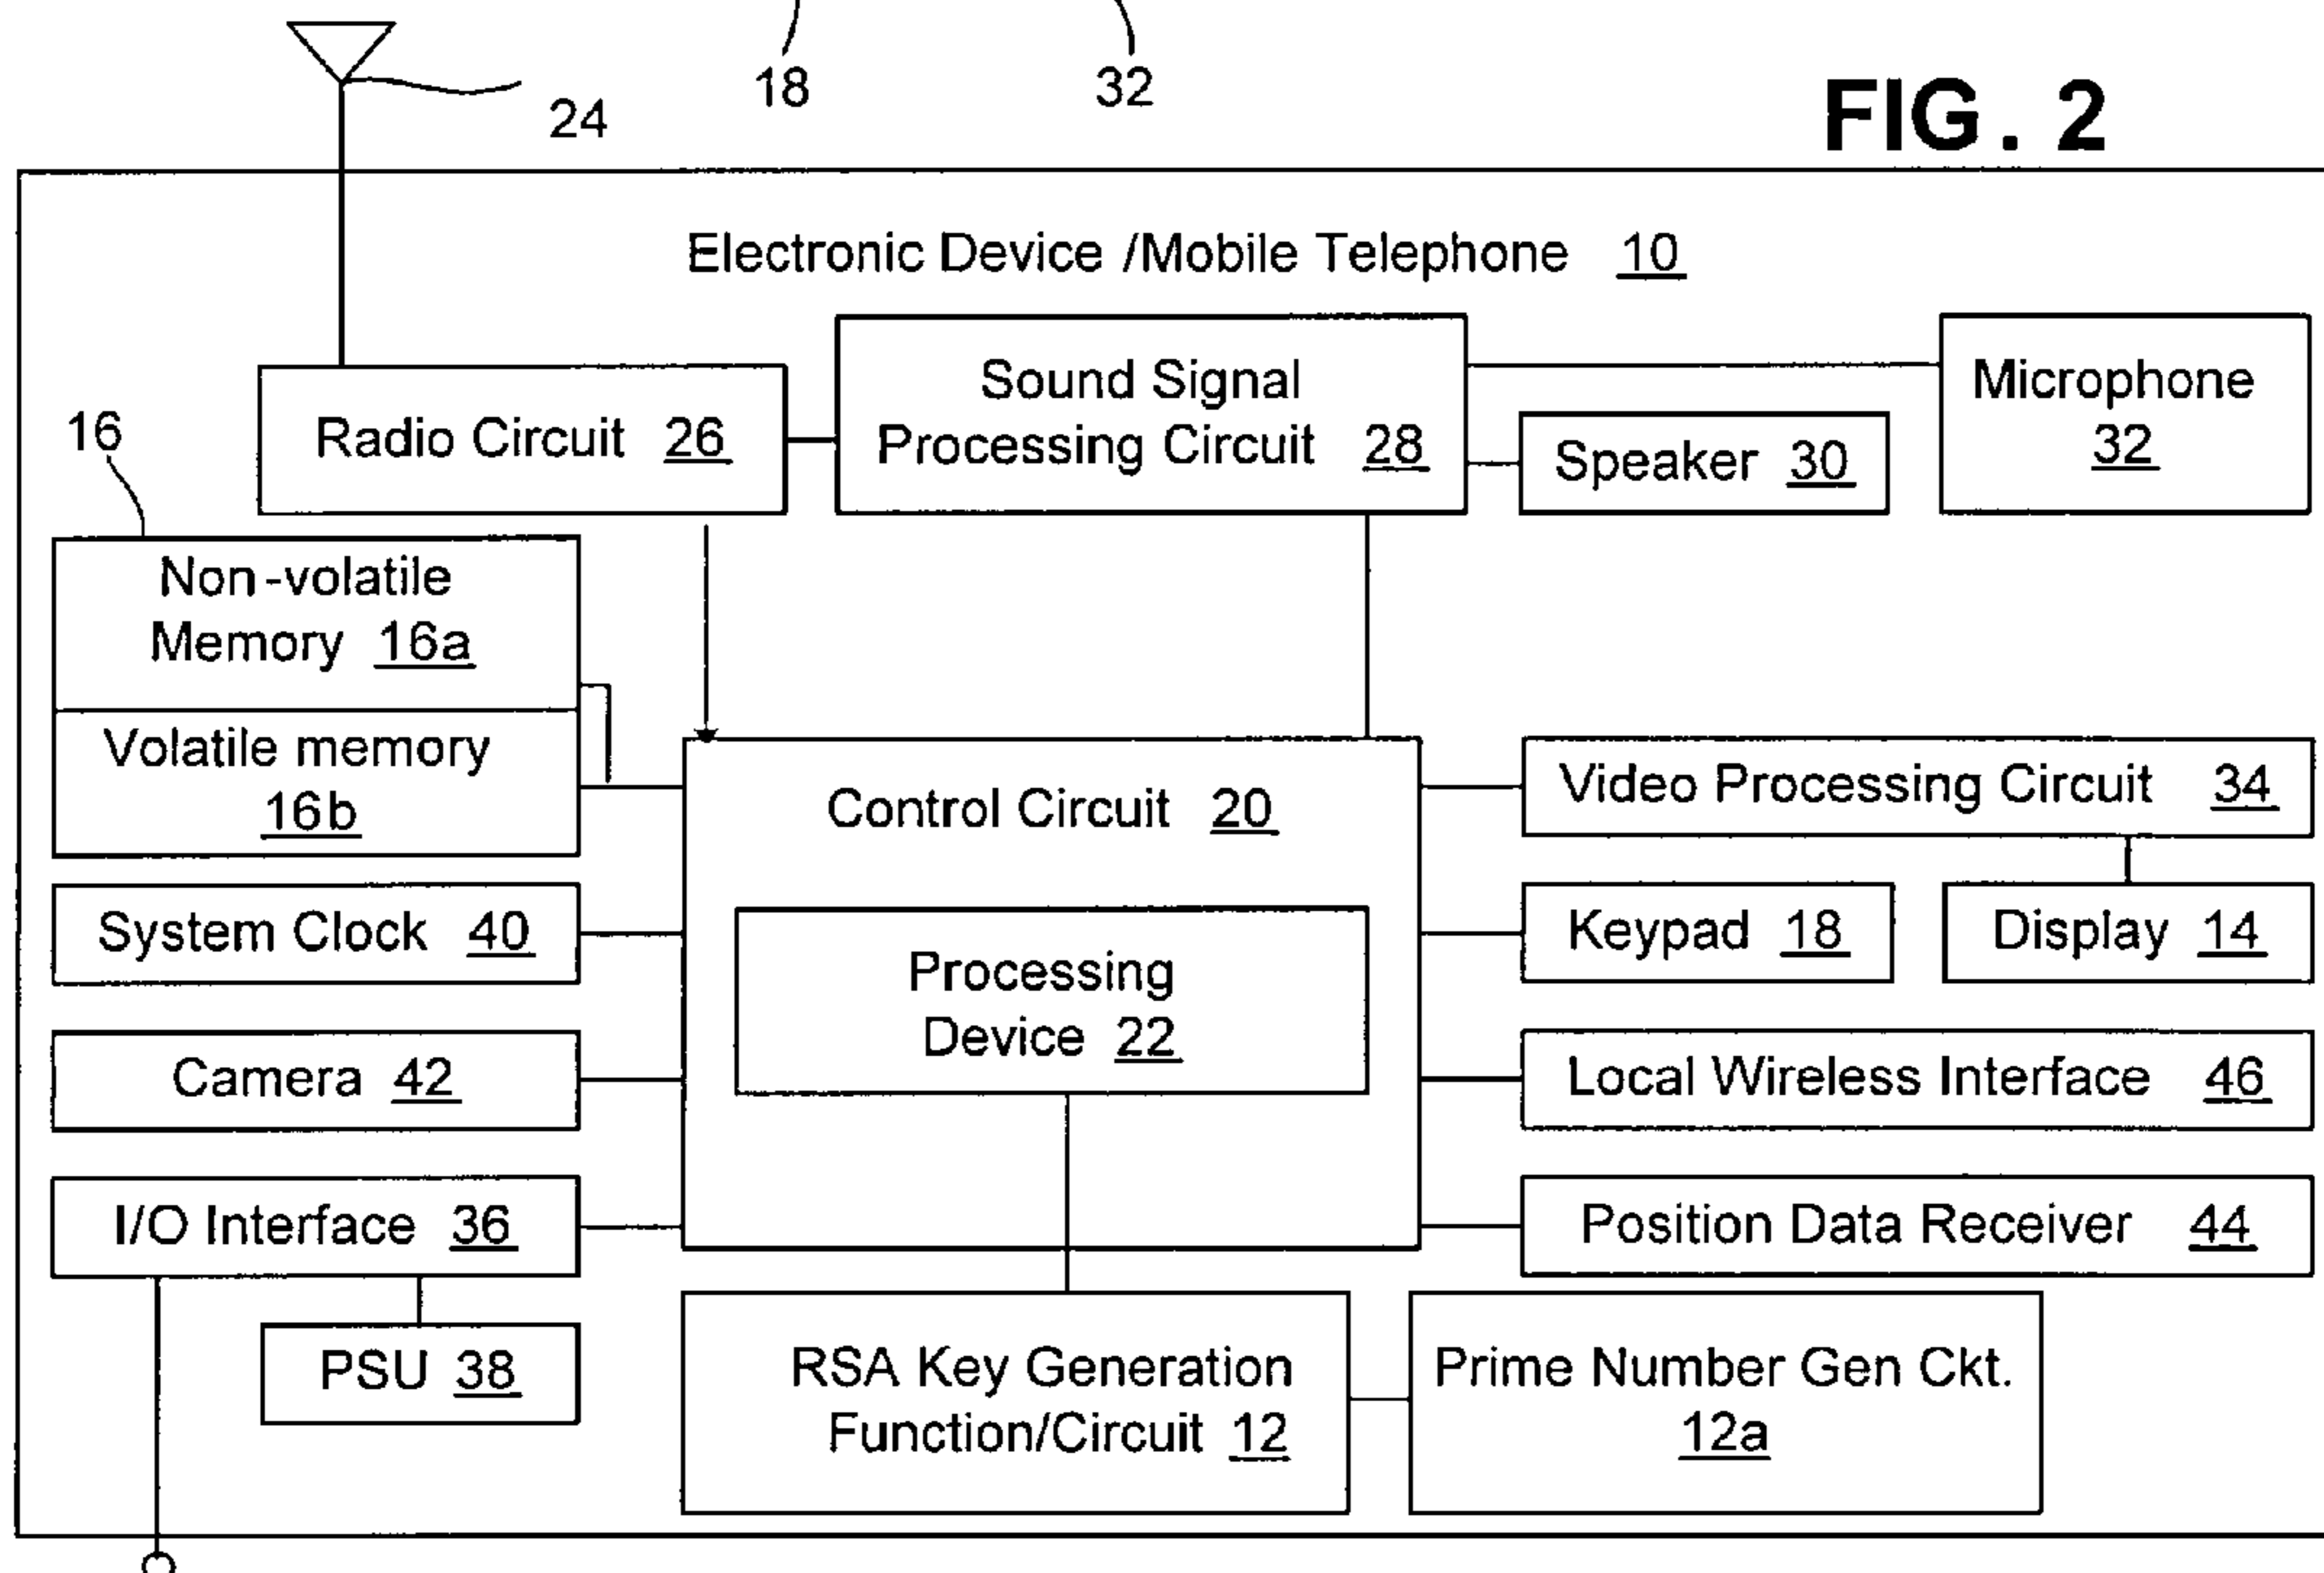 18
32
24
FIG. 2
Electronic Device /Mobile Telephone 10
Radio Circuit 26
Sound Signal
Processing Circuit 28
Microphone
32
Speaker 30
16
Non-volatile
Memory 16a
Volatile memory
16b
Control Circuit 20
Video Processing Circuit 34
System Clock 40
Processing
Device 22
Keypad 18
Display 14
Camera 42
Local Wireless Interface 46
I/O Interface 36
Position Data Receiver 44
PSU 38
RSA Key Generation
Function/Circuit 12
Prime Number Gen Ckt.
12a